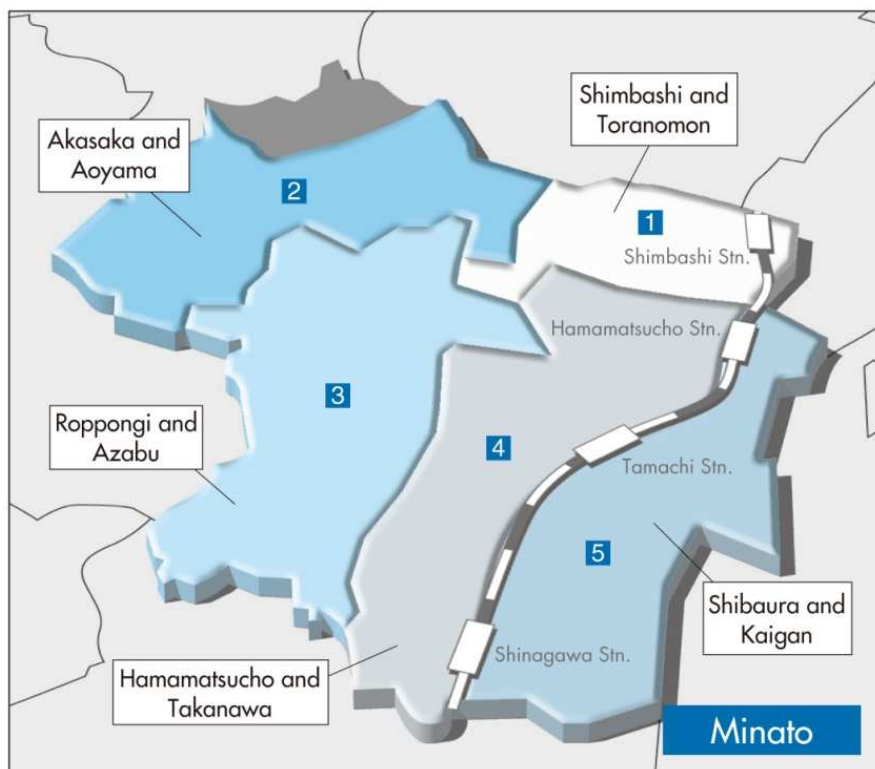 Shimbashi and
Toranomon
Akasaka and
Aoyama
2
1
Shimbashi Stn.
Hamamatsucho Stn.
3
Roppongi and
Azabu
4
Tamachi Stn.
5
Shibaura and
Kaigan
Shinagawa Stn.
Hamamatsucho and
Takanawa
Minato